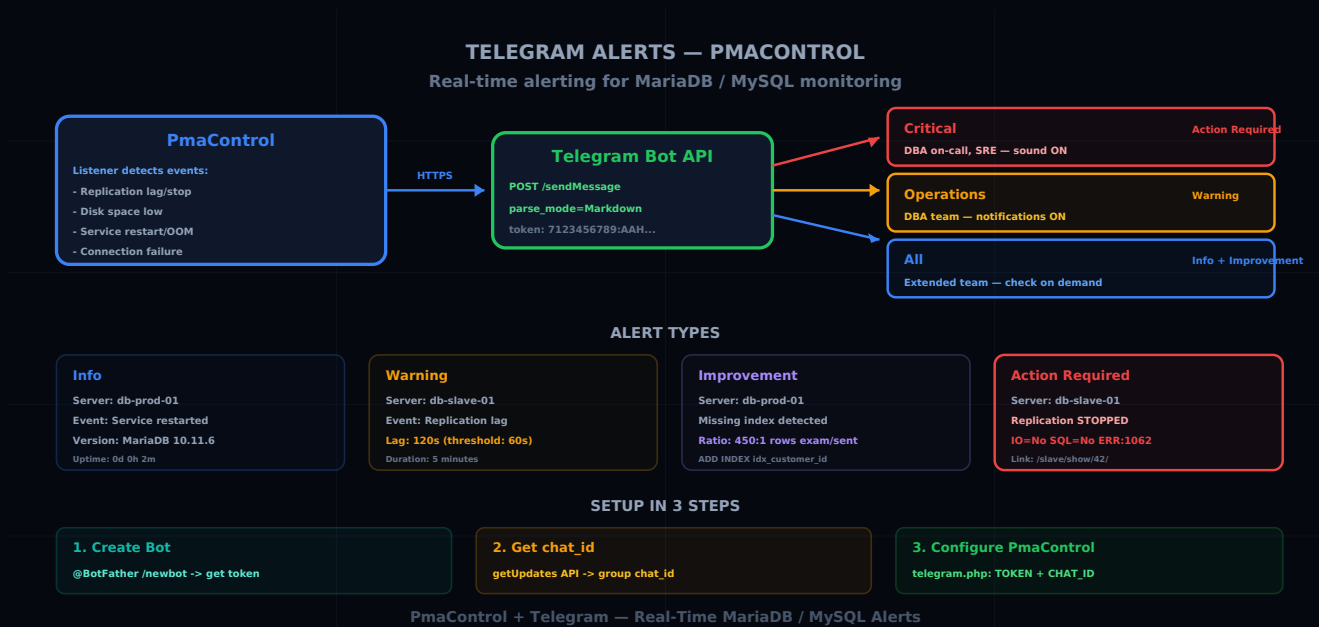 TELEGRAM ALERTS — PMACONTROL
Real-time alerting for MariaDB / MySQL monitoring
PmaControl
Listener detects events:
- Replication lag/stop
- Disk space low
- Service restart/OOM
- Connection failure
HTTPS
Telegram Bot API
POST /sendMessage
parse_mode=Markdown
token: 7123456789:AAH...
Critical
Action Required
DBA on-call, SRE — sound ON
Operations
Warning
DBA team — notifications ON
All
Info + Improvement
Extended team — check on demand
ALERT TYPES
Info
Server: db-prod-01
Event: Service restarted
Version: MariaDB 10.11.6
Uptime: 0d 0h 2m
Warning
Server: db-slave-01
Event: Replication lag
Lag: 120s (threshold: 60s)
Duration: 5 minutes
Improvement
Server: db-prod-01
Missing index detected
Ratio: 450:1 rows exam/sent
ADD INDEX idx_customer_id
Action Required
Server: db-slave-01
Replication STOPPED
IO=No SQL=No ERR:1062
Link: /slave/show/42/
SETUP IN 3 STEPS
1. Create Bot
@BotFather /newbot -> get token
2. Get chat_id
getUpdates API -> group chat_id
3. Configure PmaControl
telegram.php: TOKEN + CHAT_ID
PmaControl + Telegram — Real-Time MariaDB / MySQL Alerts